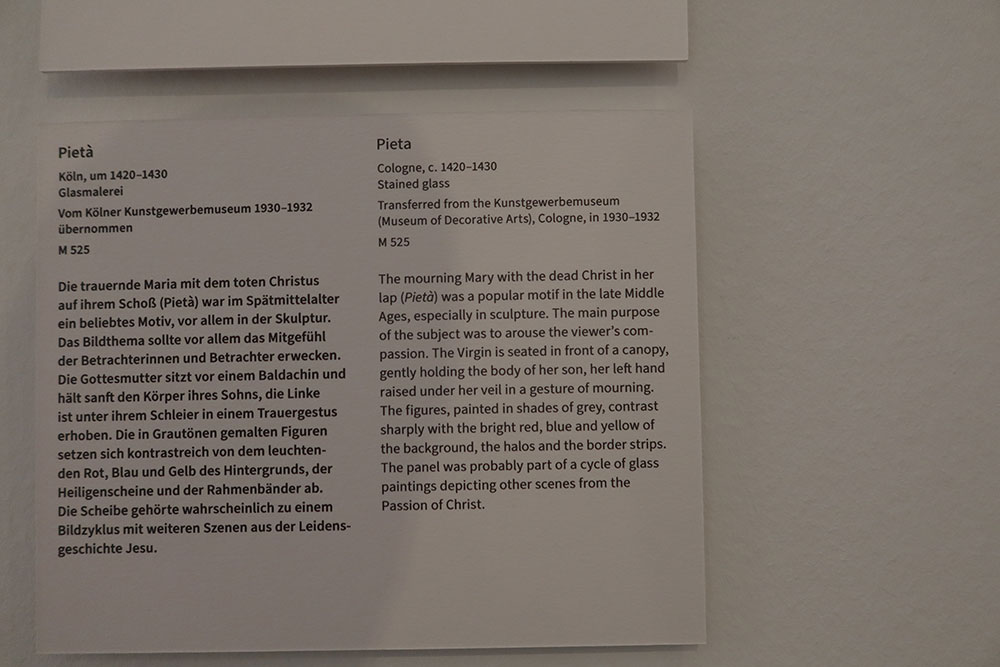 Pietà
Köln, um 1420–1430
Glasmalerei
Vom Kölner Kunstgewerbemuseum 1930–1932
übernommen
M 525
Die trauernde Maria mit dem toten Christus
auf ihrem Schoß (Pietà) war im Spätmittelalter
ein beliebtes Motiv, vor allem in der Skulptur.
Das Bildthema sollte vor allem das Mitgefühl
der Betrachterinnen und Betrachter erwecken.
Die Gottesmutter sitzt vor einem Baldachin und
hält sanft den Körper ihres Sohns, die Linke
ist unter ihrem Schleier in einem Trauergestus
erhoben. Die in Grautönen gemalten Figuren
setzen sich kontrastreich von dem leuchten-
den Rot, Blau und Gelb des Hintergrunds, der
Heiligenscheine und der Rahmenbänder ab.
Die Scheibe gehörte wahrscheinlich zu einem
Bildzyklus mit weiteren Szenen aus der Leidens-
geschichte Jesu.
Pieta
Cologne, c. 1420–1430
Stained glass
Transferred from the Kunstgewerbemuseum
(Museum of Decorative Arts), Cologne, in 1930–1932
M 525
The mourning Mary with the dead Christ in her
lap (Pietà) was a popular motif in the late Middle
Ages, especially in sculpture. The main purpose
of the subject was to arouse the viewer's com-
passion. The Virgin is seated in front of a canopy,
gently holding the body of her son, her left hand
raised under her veil in a gesture of mourning.
The figures, painted in shades of grey, contrast
sharply with the bright red, blue and yellow of
the background, the halos and the border strips.
The panel was probably part of a cycle of glass
paintings depicting other scenes from the
Passion of Christ.